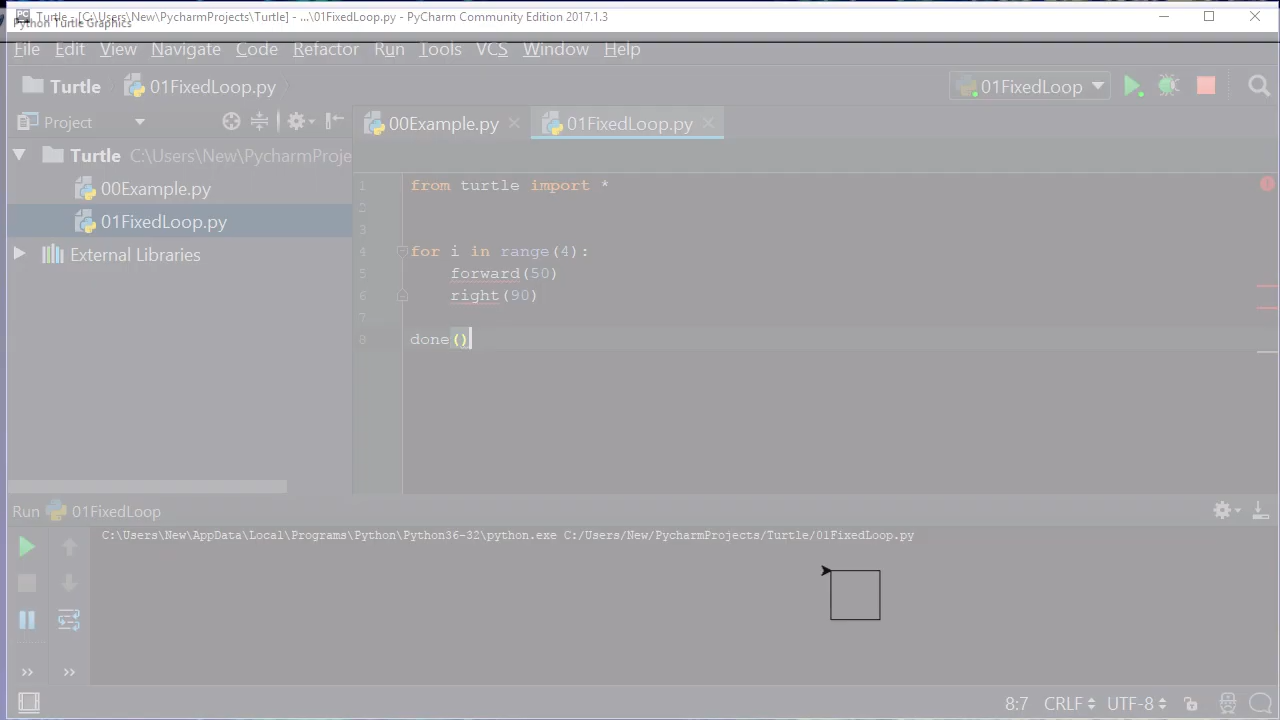 Turtle - [C:\Users\New\PycharmProjects\Turtle] - ...\01FixedLoop.py - PyCharm Community Edition 2017.1.3
Python Turtle Graphics
File Edit View Navigate Code Refactor Run Tools VCS Window Help
Turtle 01FixedLoop.py 01FixedLoop
Project 00Example.py 01FixedLoop.py
Turtle C:\Users\New\PycharmProje
00Example.py
01FixedLoop.py
External Libraries
1 from turtle import *
2
3
4 for i in range(4):
5 forward(50)
6 right(90)
7
8 done()
Run 01FixedLoop
C:\Users\New\AppData\Local\Programs\Python\Python36-32\python.exe C:/Users/New/PycharmProjects/Turtle/01FixedLoop.py
8:7 CRLF UTF-8